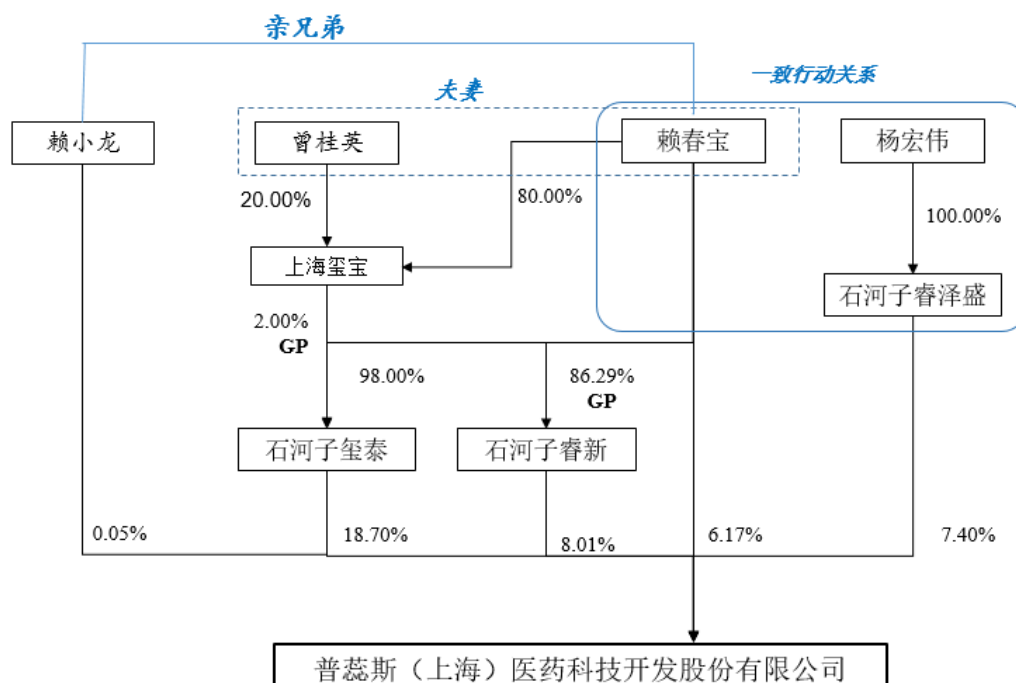 亲兄弟
一致行动关系
夫妻
赖小龙
曾桂英
赖春宝
杨宏伟
20.00%
80.00%
100.00%
上海玺宝
石河子睿泽盛
2.00%
GP
98.00%
86.29%
GP
石河子玺泰
石河子睿新
0.05%
18.70%
8.01%
6.17%
7.40%
普蕊斯（上海）医药科技开发股份有限公司